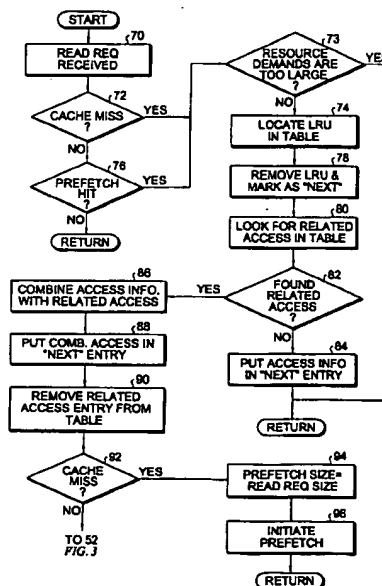 START
70
READ REQ
RECEIVED
72
CACHE MISS
?
YES
NO
76
PREFETCH
HIT
?
YES
NO
RETURN
73
RESOURCE
DEMANDS ARE
TOO LARGE
?
YES
NO
74
LOCATE LRU
IN TABLE
78
REMOVE LRU &
MARK AS "NEXT"
80
LOOK FOR RELATED
ACCESS IN TABLE
82
FOUND
RELATED
ACCESS
?
YES
NO
84
PUT ACCESS INFO
IN "NEXT" ENTRY
RETURN
86
COMBINE ACCESS INFO.
WITH RELATED ACCESS
88
PUT COMB. ACCESS IN
"NEXT" ENTRY
90
REMOVE RELATED
ACCESS ENTRY FROM
TABLE
92
CACHE
MISS
?
YES
NO
TO 52
FIG. 3
94
PREFETCH SIZE=
READ REQ SIZE
96
INITIATE
PREFETCH
RETURN